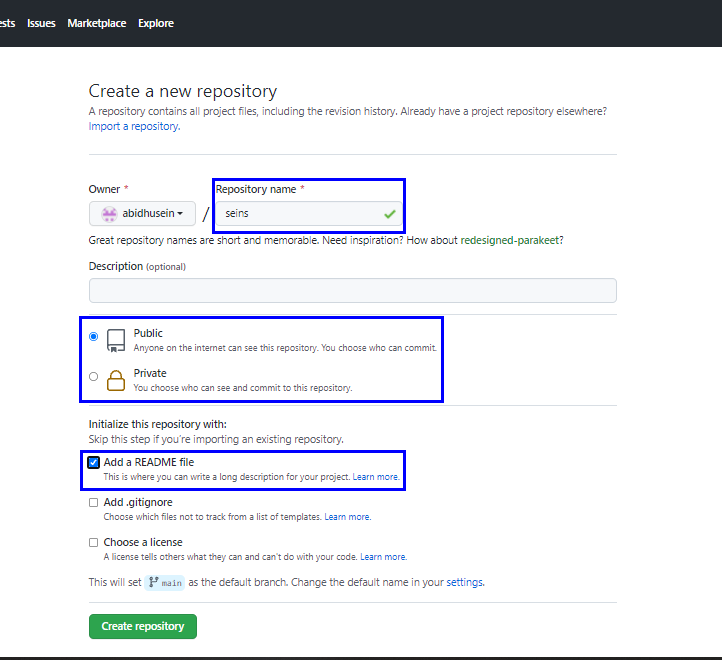 ests Issues Marketplace Explore
Create a new repository
A repository contains all project files, including the revision history. Already have a project repository elsewhere?
Import a repository.
Owner * Repository name *
abidhusein / seins
Great repository names are short and memorable. Need inspiration? How about redesigned-parakeet?
Description (optional)
Public
Anyone on the internet can see this repository. You choose who can commit.
Private
You choose who can see and commit to this repository.
Initialize this repository with:
Skip this step if you're importing an existing repository.
Add a README file
This is where you can write a long description for your project. Learn more.
Add .gitignore
Choose which files not to track from a list of templates. Learn more.
Choose a license
A license tells others what they can and can't do with your code. Learn more.
This will set main as the default branch. Change the default name in your settings.
Create repository